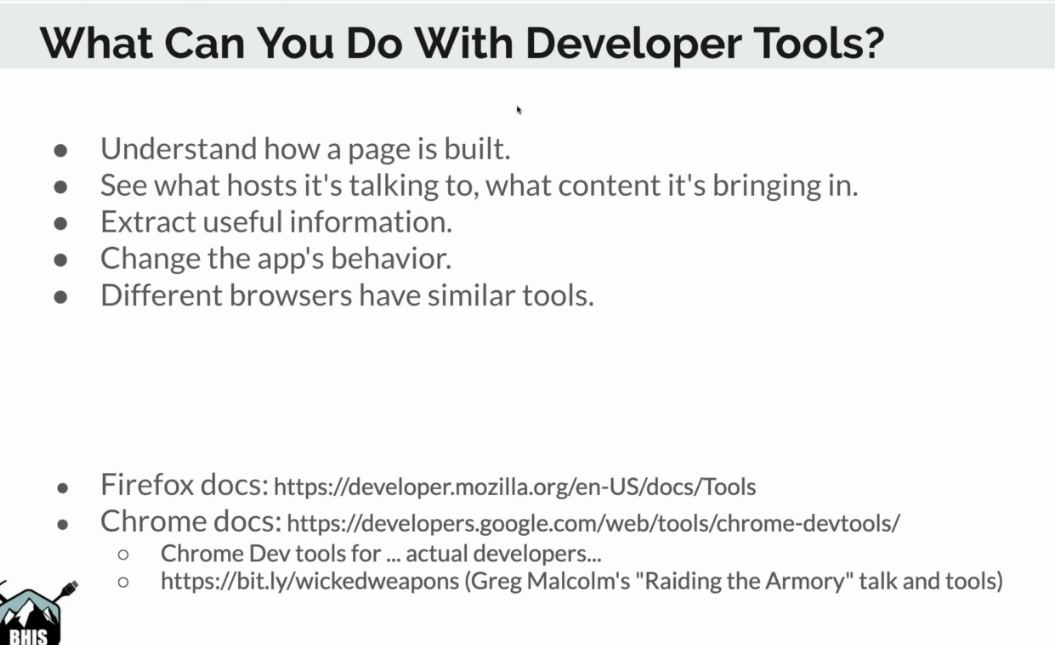 What Can You Do With Developer Tools?
● Understand how a page is built.
● See what hosts it's talking to, what content it's bringing in.
● Extract useful information.
● Change the app's behavior.
● Different browsers have similar tools.
● Firefox docs: https://developer.mozilla.org/en-US/docs/Tools
● Chrome docs: https://developers.google.com/web/tools/chrome-devtools/
○ Chrome Dev tools for ... actual developers...
○ https://bit.ly/wickedweapons (Greg Malcolm's "Raiding the Armory" talk and tools)
BHIS